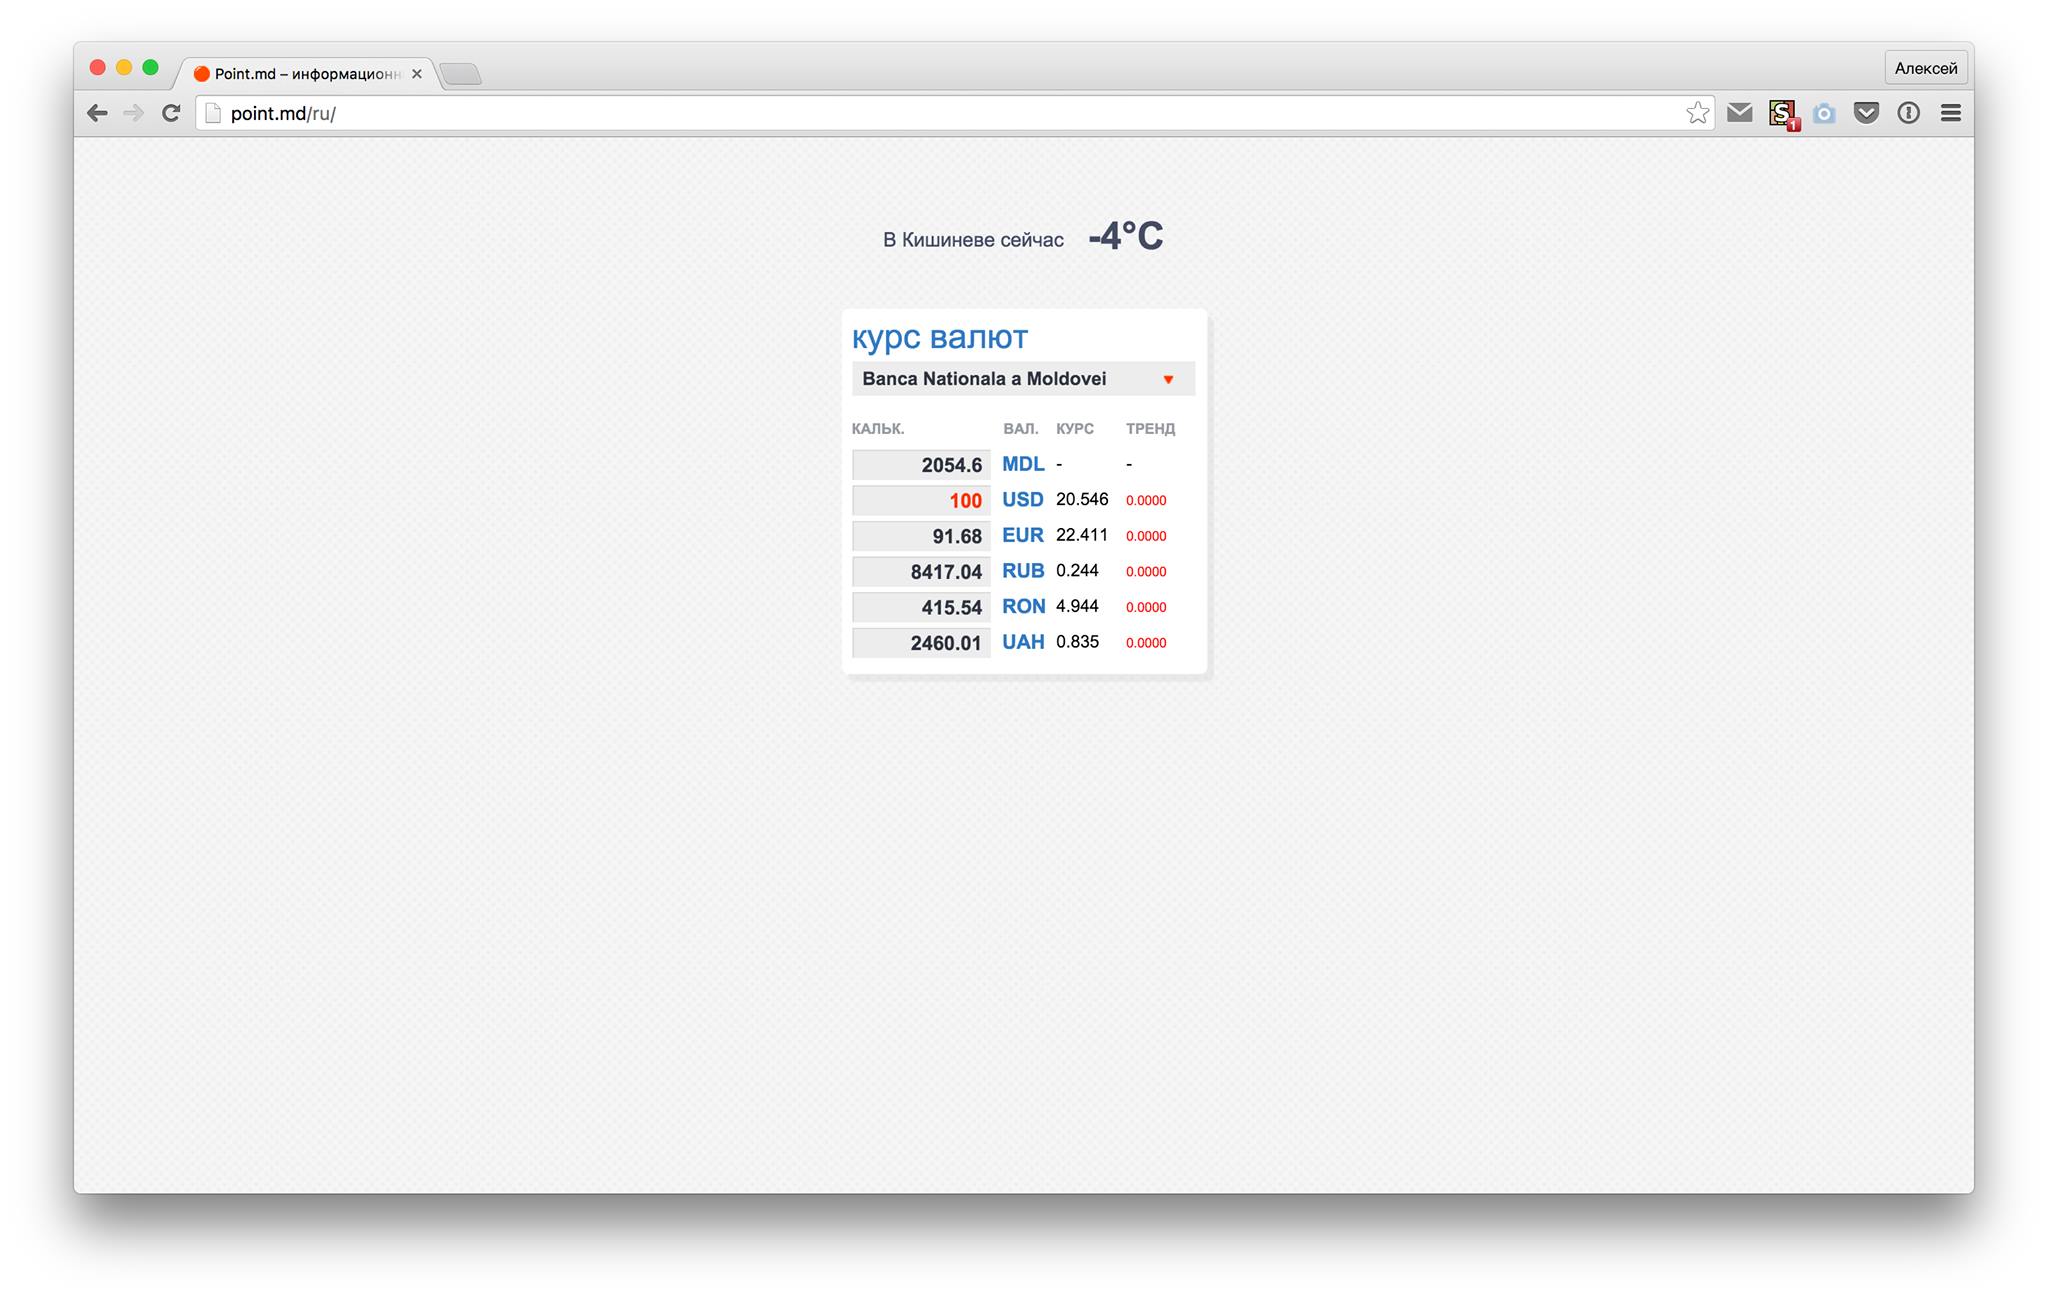 Point.md – информационн
Алексей
point.md/ru/
S
1
В Кишиневе сейчас -4°C
курс валют
Banca Nationala a Moldovei
КАЛЬК. ВАЛ. КУРС ТРЕНД
2054.6 MDL - -
100 USD 20.546 0.0000
91.68 EUR 22.411 0.0000
8417.04 RUB 0.244 0.0000
415.54 RON 4.944 0.0000
2460.01 UAH 0.835 0.0000